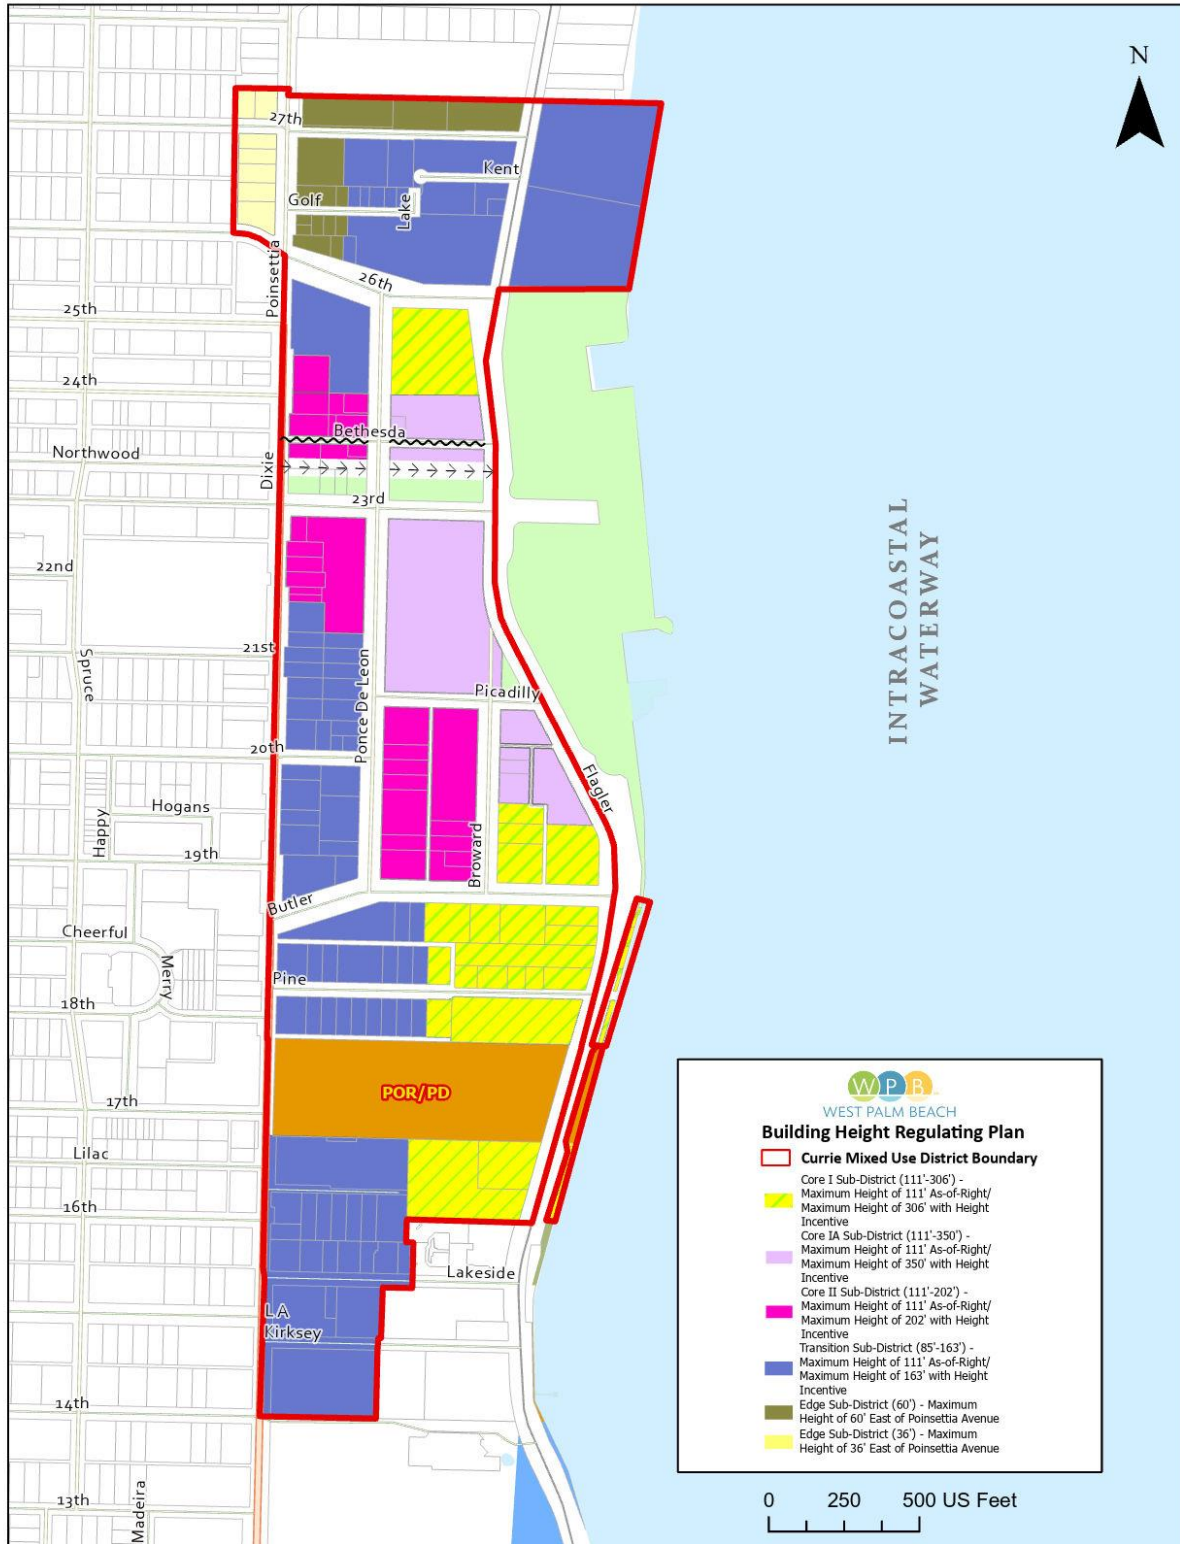 N
27th
Kent
Golf
Lake
Poinsettia
26th
25th
24th
Bethesda
Northwood
Dixie
23rd
INTRACOASTAL
WATERWAY
22nd
21st
Spruce
Ponce De Leon
Picadilly
20th
Flagler
Hogans
Happy
19th
Broward
Butler
Cheerful
Merry
Pine
18th
POR/PD
17th
Lilac
16th
Lakeside
L A
Kirksey
14th
13th
Madeira
WPB
WEST PALM BEACH
Building Height Regulating Plan
Currie Mixed Use District Boundary
Core I Sub-District (111'-306') -
Maximum Height of 111' As-of-Right/
Maximum Height of 306' with Height
Incentive
Core IA Sub-District (111'-350') -
Maximum Height of 111' As-of-Right/
Maximum Height of 350' with Height
Incentive
Core II Sub-District (111'-202') -
Maximum Height of 111' As-of-Right/
Maximum Height of 202' with Height
Incentive
Transition Sub-District (85'-163') -
Maximum Height of 111' As-of-Right/
Maximum Height of 163' with Height
Incentive
Edge Sub-District (60') - Maximum
Height of 60' East of Poinsettia Avenue
Edge Sub-District (36') - Maximum
Height of 36' East of Poinsettia Avenue
0 250 500 US Feet